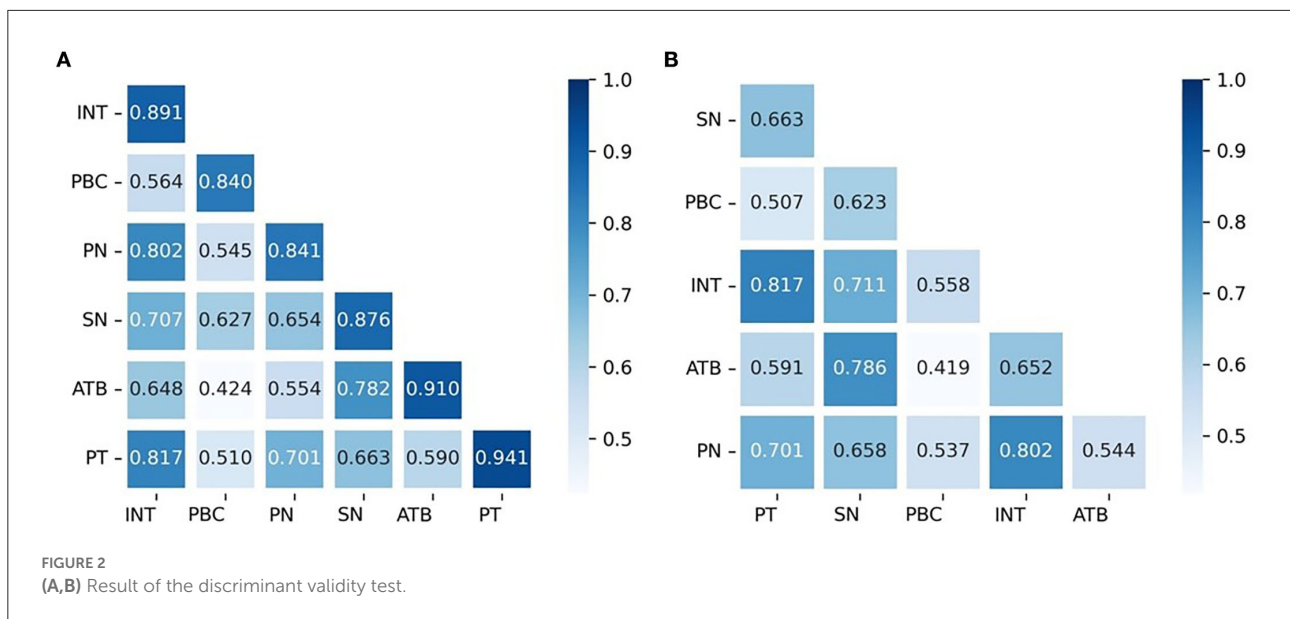 A
INT 0.891
PBC 0.564 0.840
PN 0.802 0.545 0.841
SN 0.707 0.627 0.654 0.876
ATB 0.648 0.424 0.554 0.782 0.910
PT 0.817 0.510 0.701 0.663 0.590 0.941
INT PBC PN SN ATB PT
1.0
0.9
0.8
0.7
0.6
0.5
B
SN 0.663
PBC 0.507 0.623
INT 0.817 0.711 0.558
ATB 0.591 0.786 0.419 0.652
PN 0.701 0.658 0.537 0.802 0.544
PT SN PBC INT ATB
1.0
0.9
0.8
0.7
0.6
0.5
FIGURE 2
(A,B) Result of the discriminant validity test.